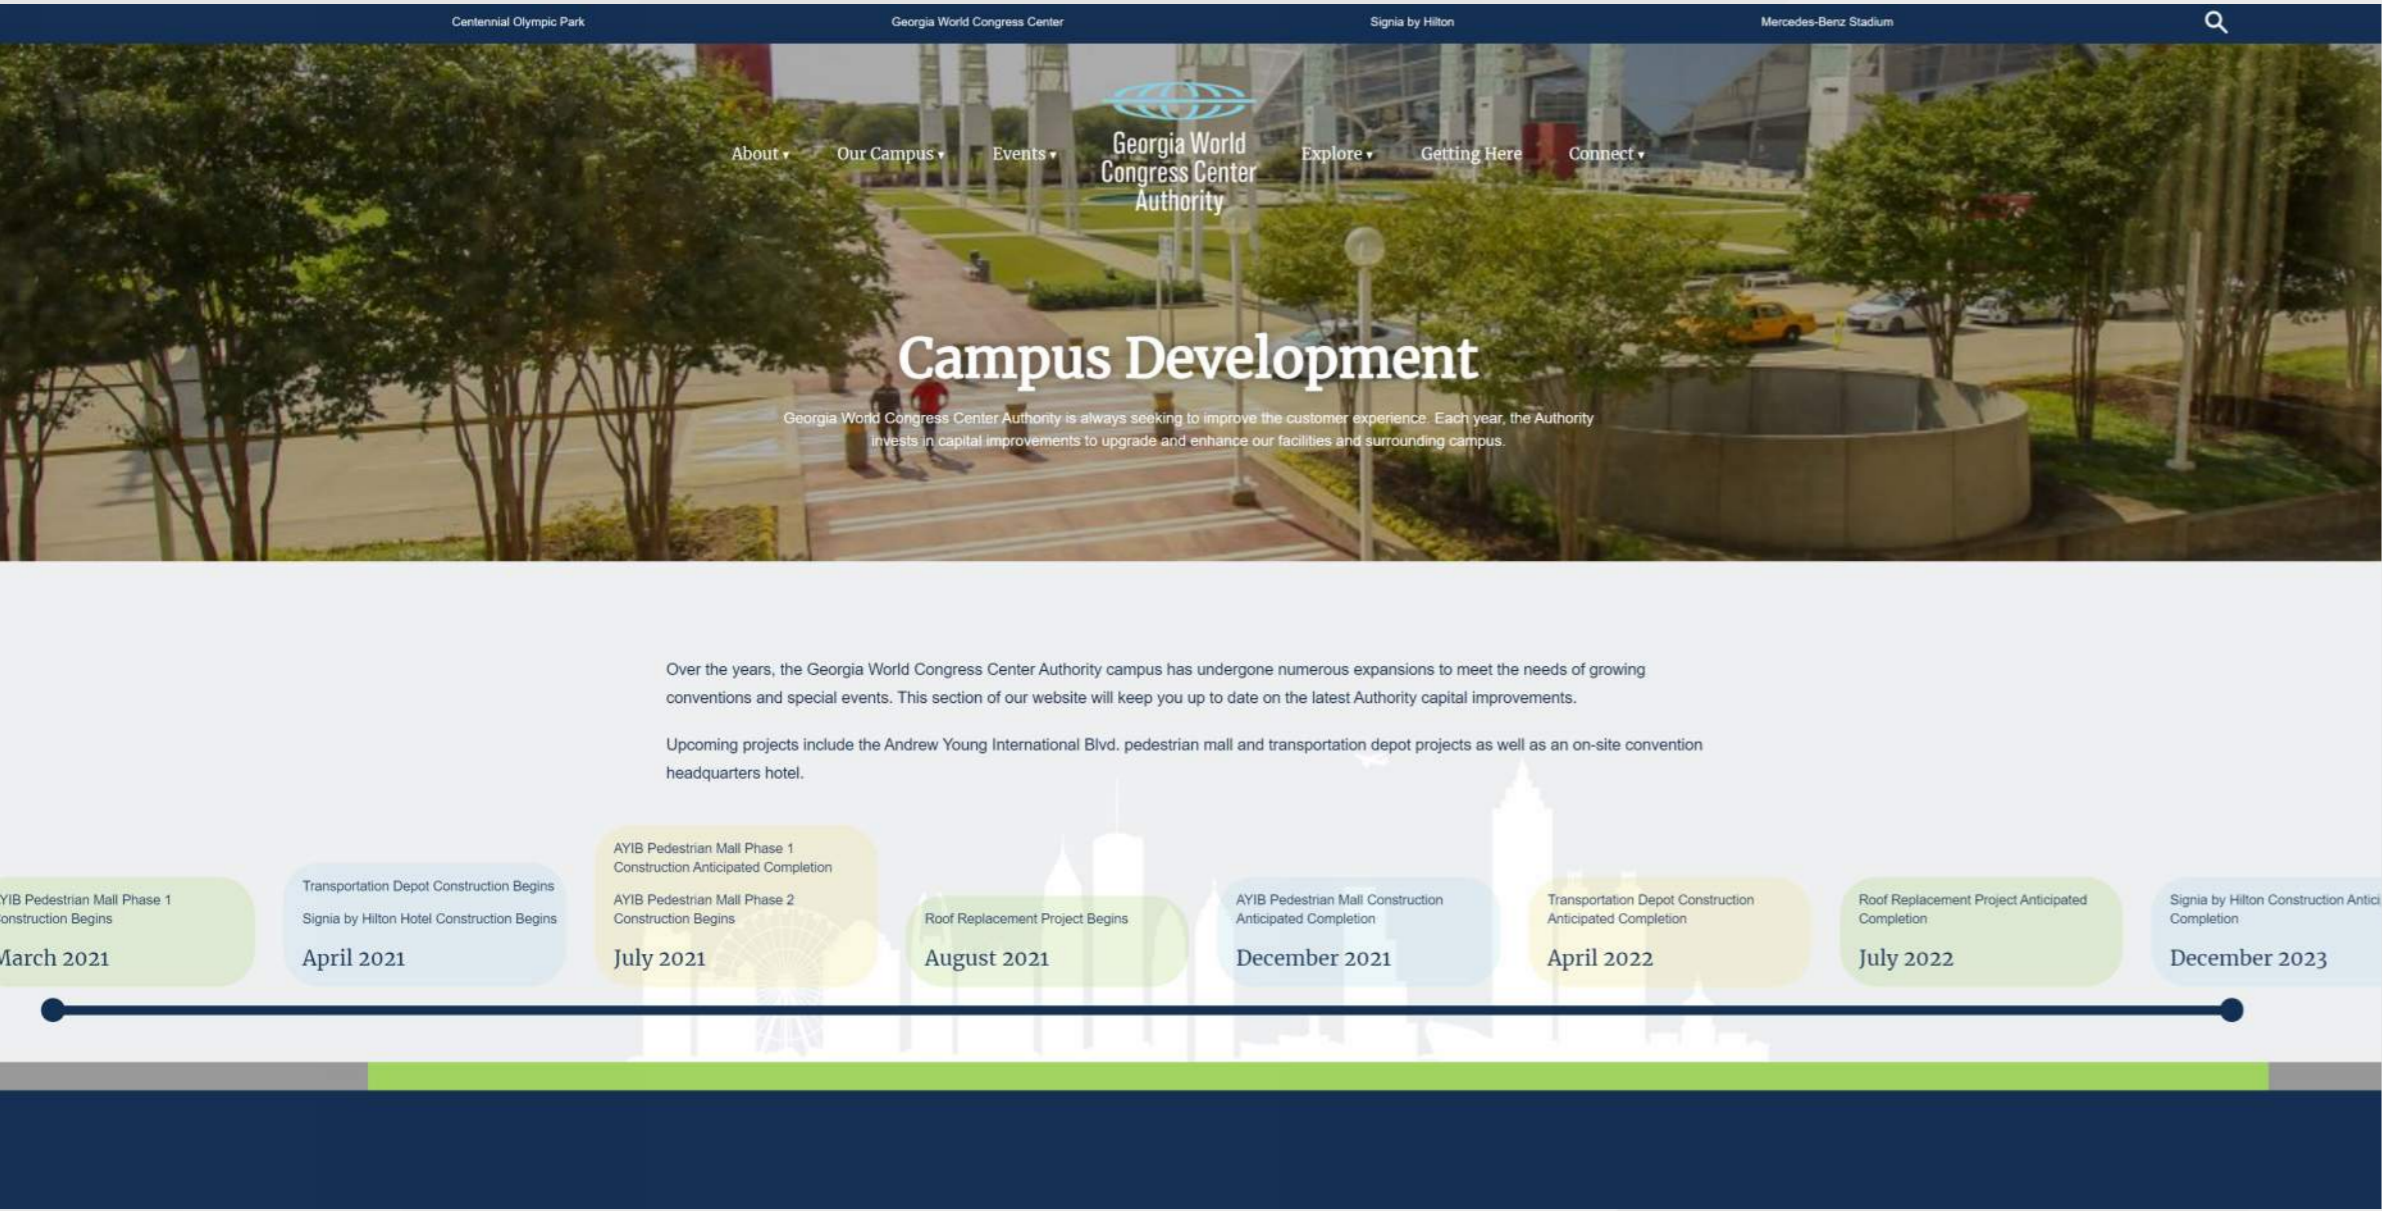 Centennial Olympic Park
Georgia World Congress Center
Signia by Hilton
Mercedes-Benz Stadium
About
Our Campus
Events
Georgia World
Congress Center
Authority
Explore
Getting Here
Connect
Campus Development
Georgia World Congress Center Authority is always seeking to improve the customer experience. Each year, the Authority
invests in capital improvements to upgrade and enhance our facilities and surrounding campus.
Over the years, the Georgia World Congress Center Authority campus has undergone numerous expansions to meet the needs of growing
conventions and special events. This section of our website will keep you up to date on the latest Authority capital improvements.
Upcoming projects include the Andrew Young International Blvd. pedestrian mall and transportation depot projects as well as an on-site convention
headquarters hotel.
YIB Pedestrian Mall Phase 1
onstruction Begins
March 2021
Transportation Depot Construction Begins
Signia by Hilton Hotel Construction Begins
April 2021
AYIB Pedestrian Mall Phase 1
Construction Anticipated Completion
AYIB Pedestrian Mall Phase 2
Construction Begins
July 2021
Roof Replacement Project Begins
August 2021
AYIB Pedestrian Mall Construction
Anticipated Completion
December 2021
Transportation Depot Construction
Anticipated Completion
April 2022
Roof Replacement Project Anticipated
Completion
July 2022
Signia by Hilton Construction Antici
Completion
December 2023